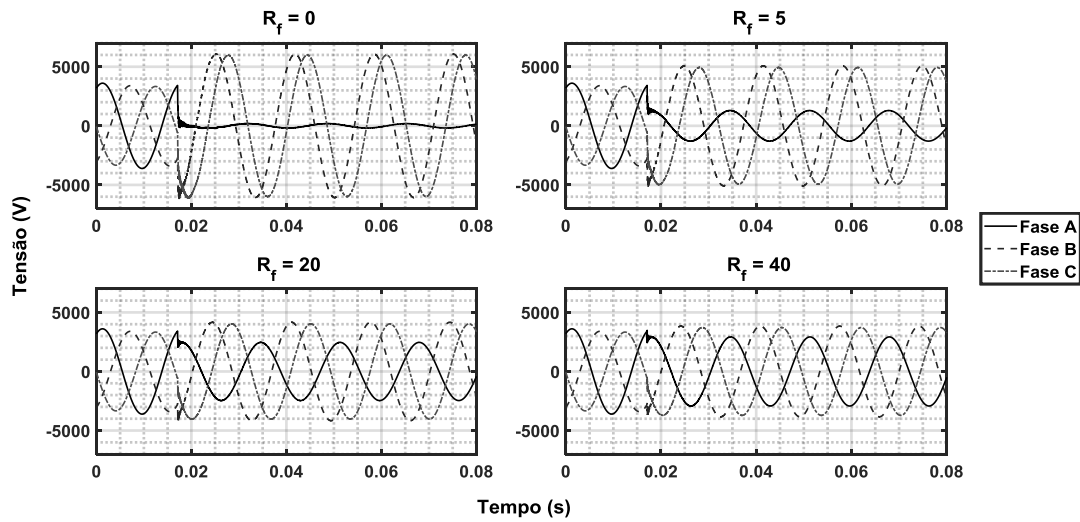 R_f = 0
5000
0
-5000
0 0.02 0.04 0.06 0.08
R_f = 5
5000
0
-5000
0 0.02 0.04 0.06 0.08
R_f = 20
5000
0
-5000
0 0.02 0.04 0.06 0.08
R_f = 40
5000
0
-5000
0 0.02 0.04 0.06 0.08
Tensão (V)
Tempo (s)
Fase A
Fase B
Fase C